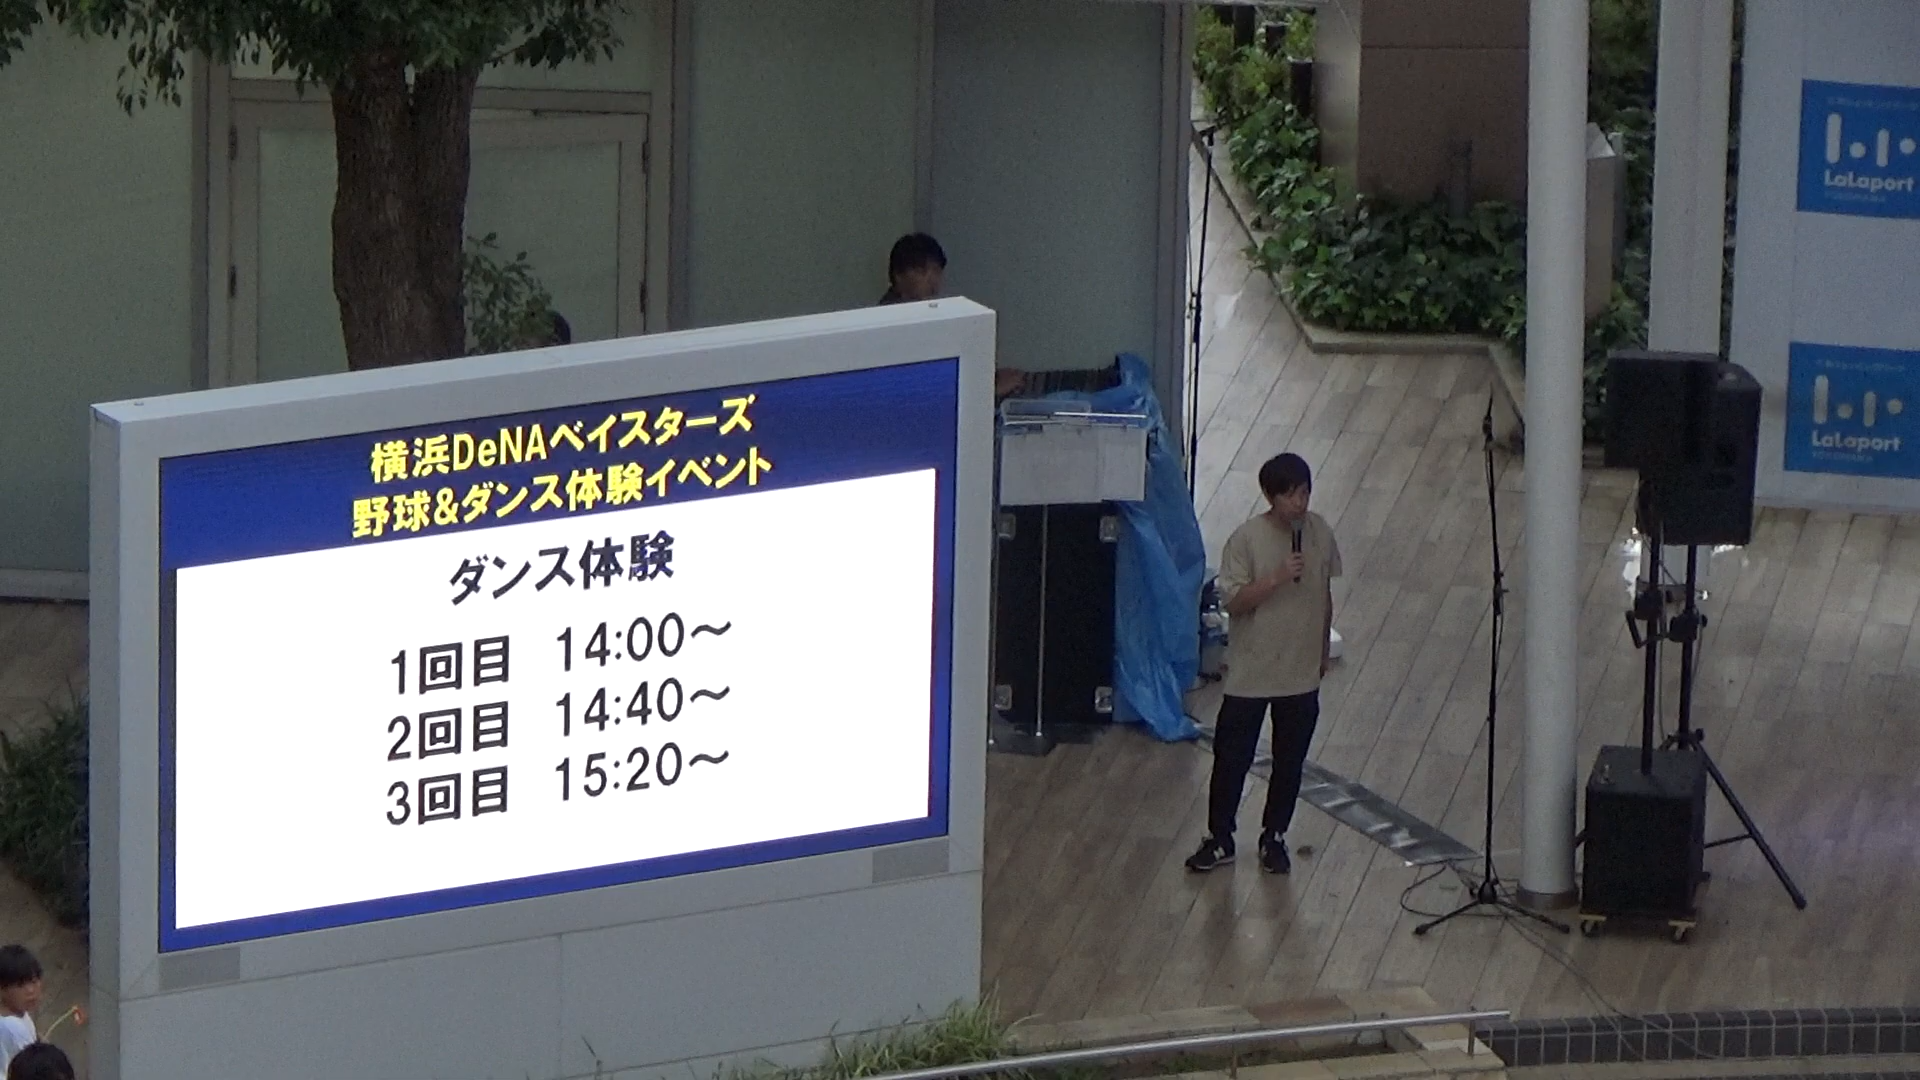 横浜DeNAベイスターズ
野球&ダンス体験イベント
ダンス体験
1回目 14:00～
2回目 14:40～
3回目 15:20～
LaLaport
LaLaport